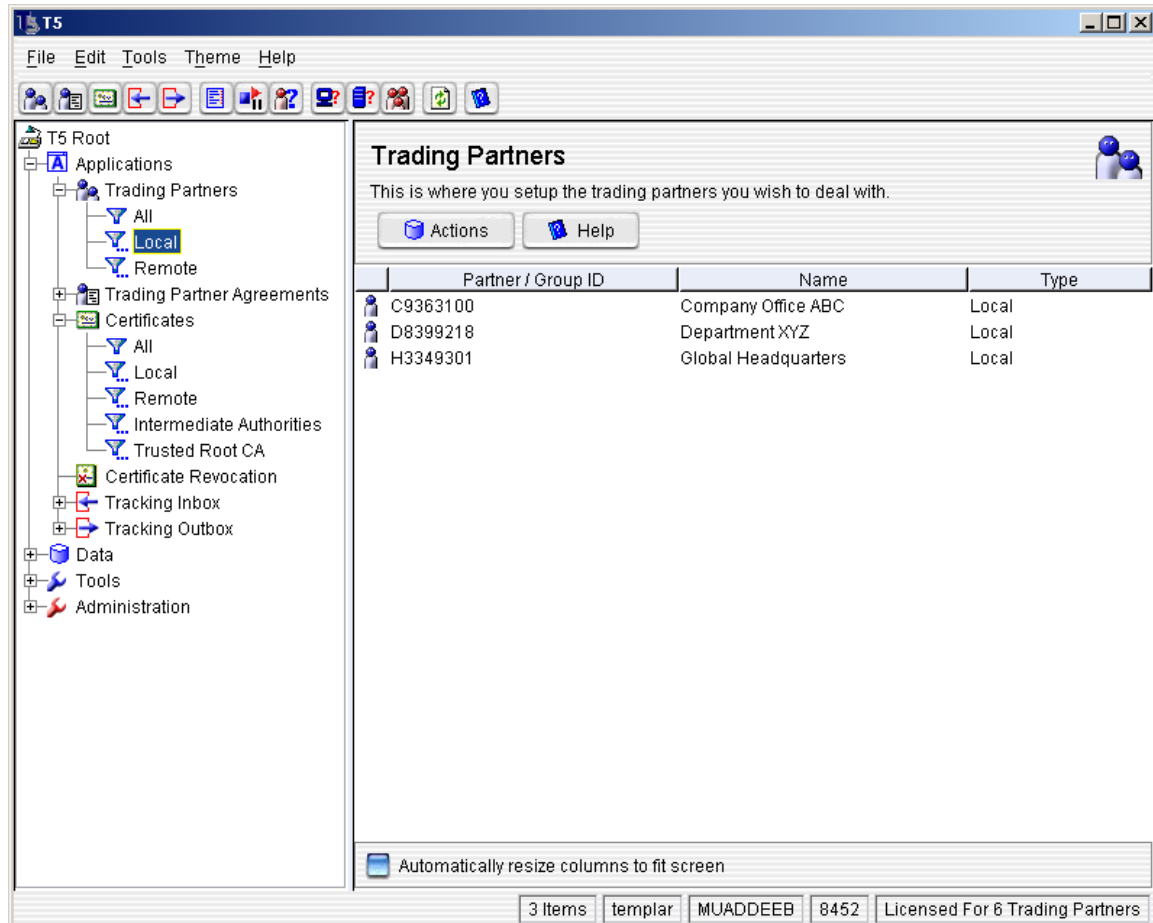 T5
File Edit Tools Theme Help
T5 Root
Applications
Trading Partners
All
Local
Remote
Trading Partner Agreements
Certificates
All
Local
Remote
Intermediate Authorities
Trusted Root CA
Certificate Revocation
Tracking Inbox
Tracking Outbox
Data
Tools
Administration
Trading Partners
This is where you setup the trading partners you wish to deal with.
Actions Help
Partner / Group ID Name Type
C9363100 Company Office ABC Local
D8399218 Department XYZ Local
H3349301 Global Headquarters Local
Automatically resize columns to fit screen
3 Items templar MUADDEEB 8452 Licensed For 6 Trading Partners